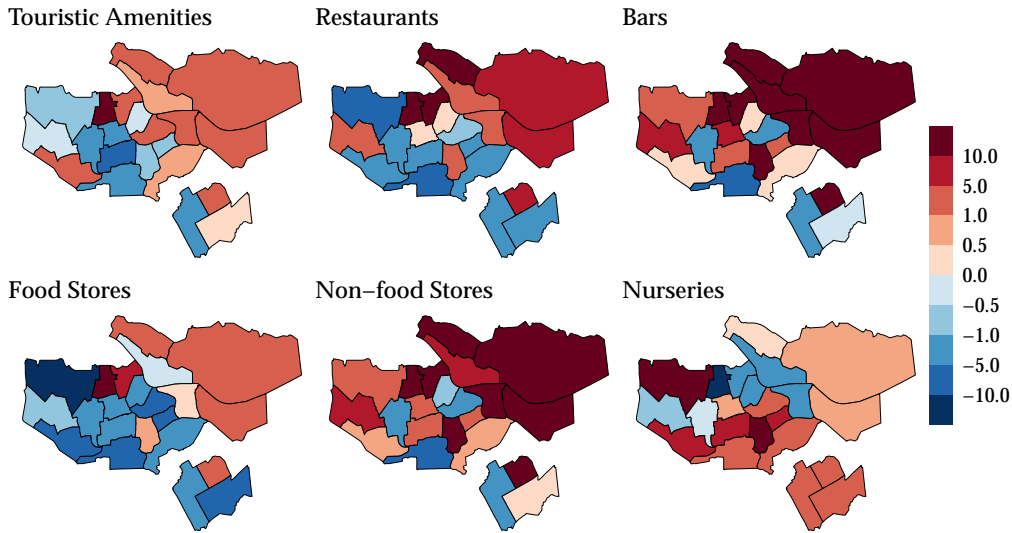 Touristic Amenities
Restaurants
Bars
Food Stores
Non−food Stores
Nurseries
10.0
5.0
1.0
0.5
0.0
−0.5
−1.0
−5.0
−10.0